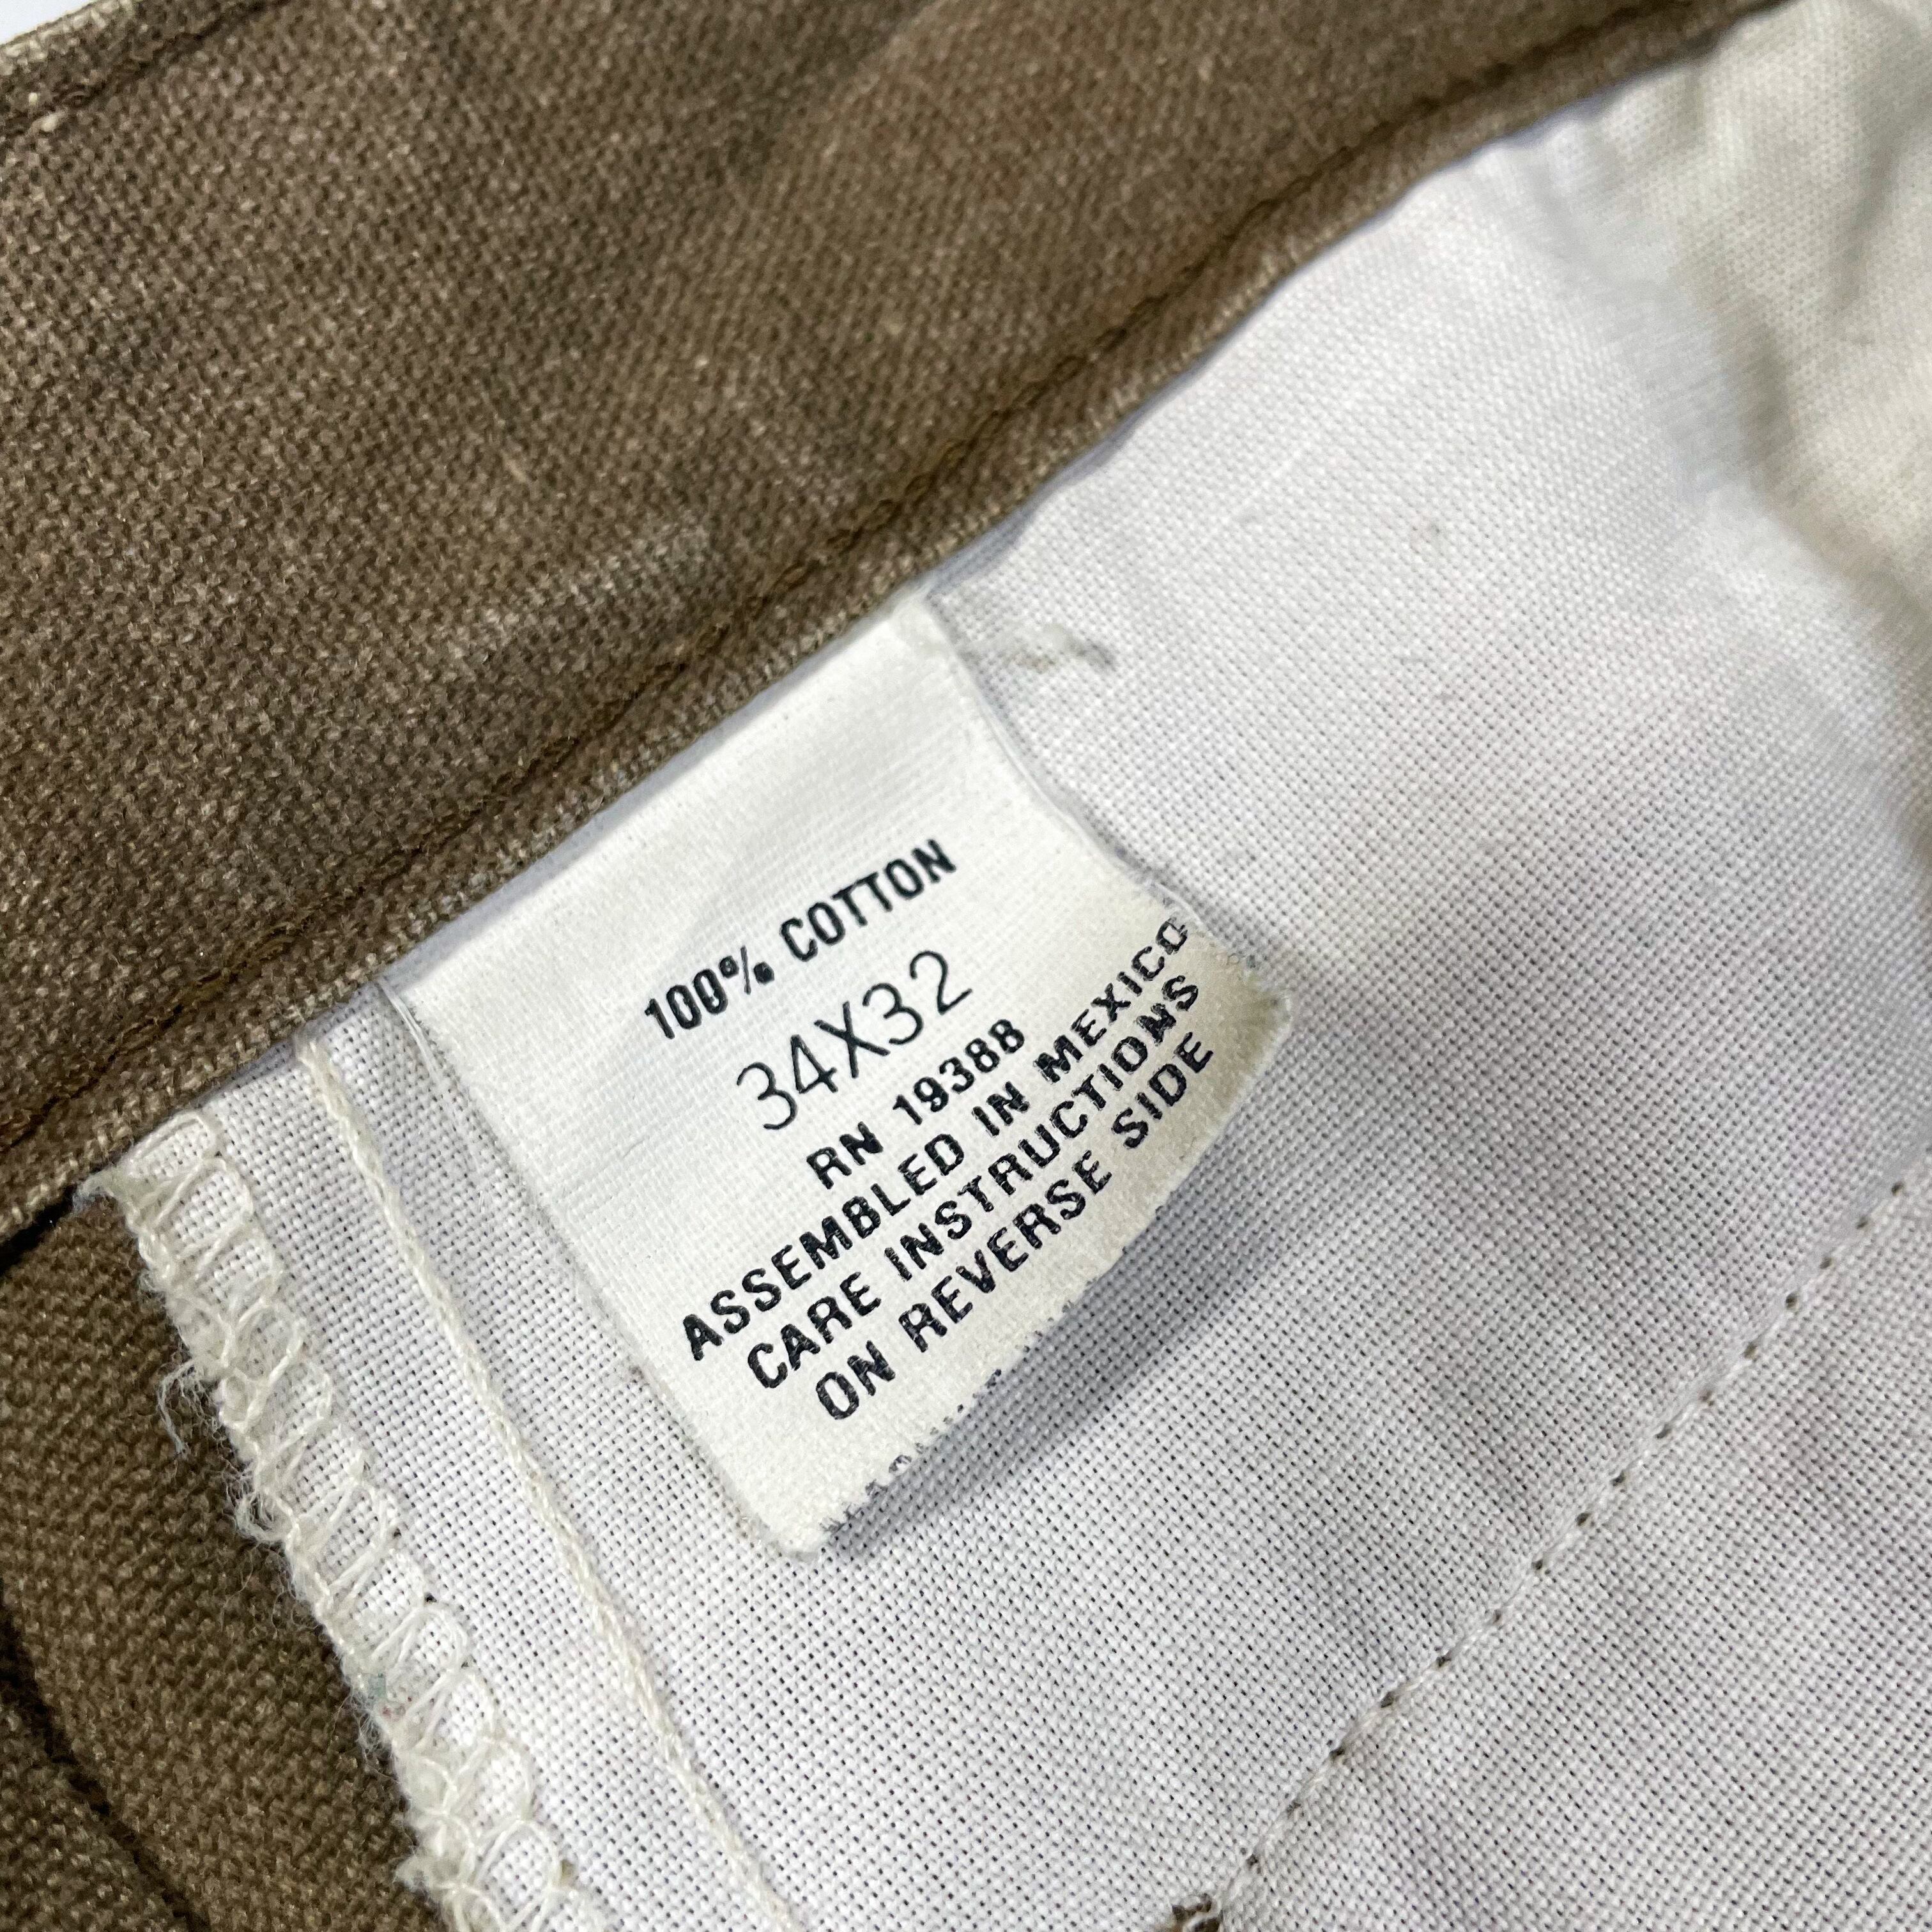 100% COTTON
34X32
RN 19388
ASSEMBLED IN MEXICO
CARE INSTRUCTIONS
ON REVERSE SIDE